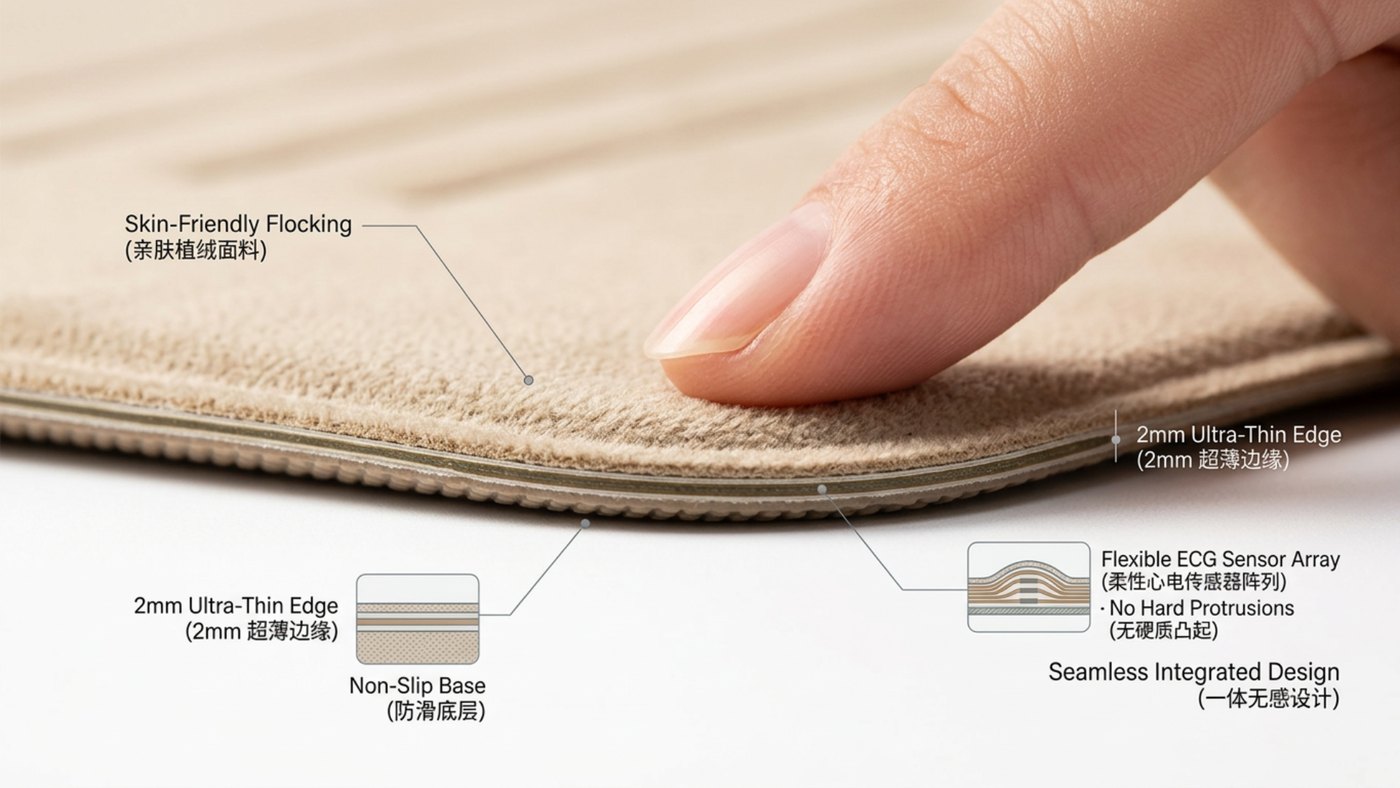 Skin-Friendly Flocking
(亲肤植绒面料)
2mm Ultra-Thin Edge
(2mm 超薄边缘)
Flexible ECG Sensor Array
(柔性心电传感器阵列)
· No Hard Protrusions
(无硬质凸起)
2mm Ultra-Thin Edge
(2mm 超薄边缘)
Non-Slip Base
(防滑底层)
Seamless Integrated Design
(一体无感设计)